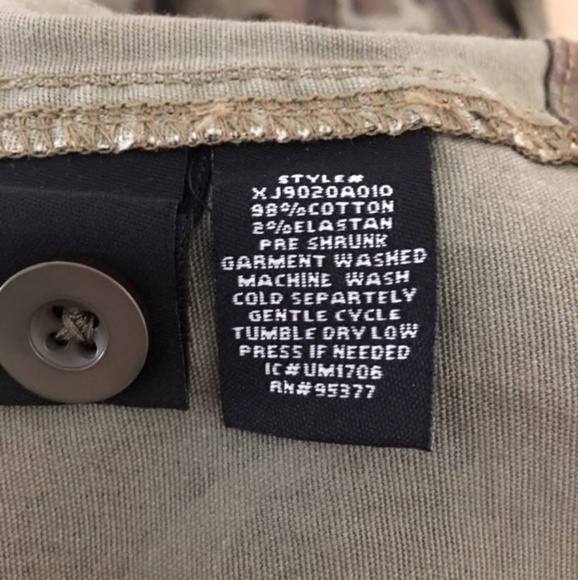 STYLE#
XJ9020A010
98%COTTON
2%ELASTAN
PRE SHRUNK
GARMENT WASHED
MACHINE WASH
COLD SEPARTELY
GENTLE CYCLE
TUMBLE DRY LOW
PRESS IF NEEDED
IC#UM1706
RN#95377